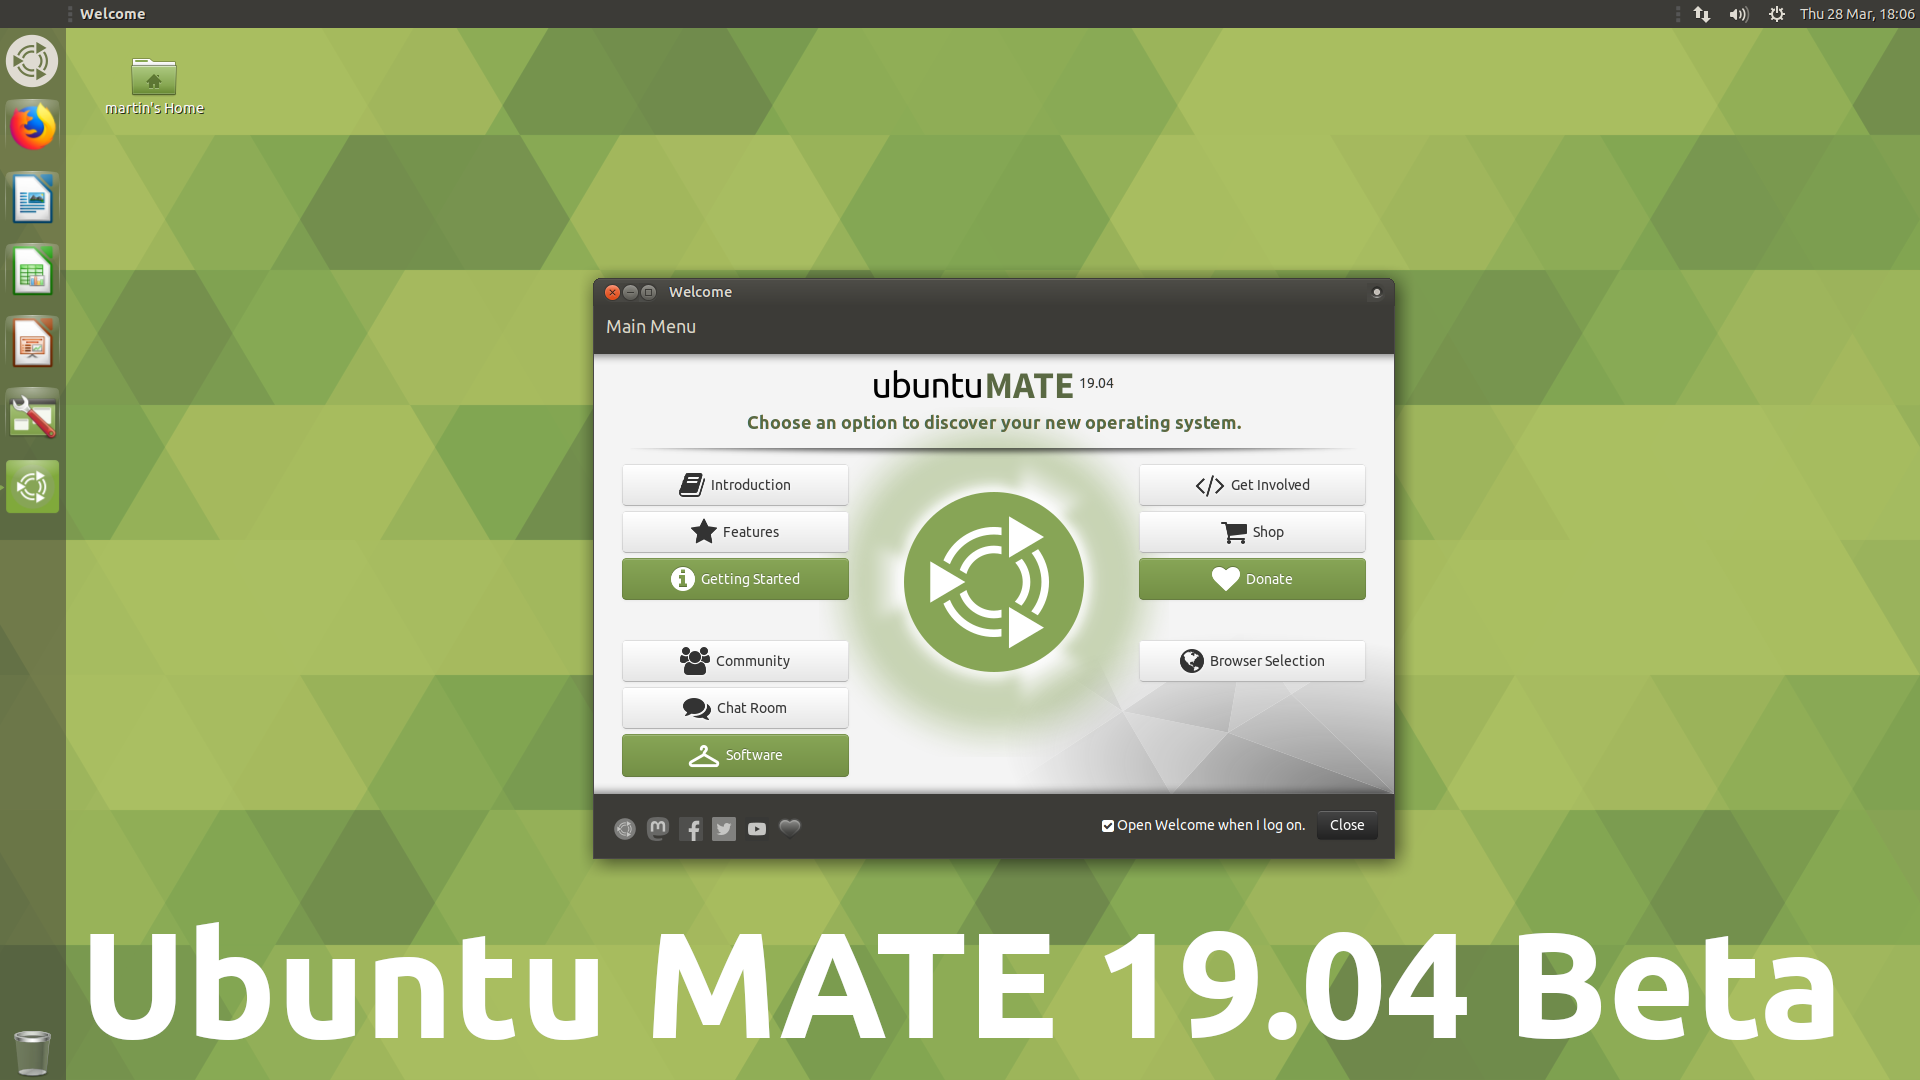 Welcome
Thu 28 Mar, 18:06
martin's Home
Welcome
Main Menu
ubuntuMATE 19.04
Choose an option to discover your new operating system.
Introduction
Get Involved
Features
Shop
Getting Started
Donate
Community
Browser Selection
Chat Room
Software
Open Welcome when I log on.
Close
Ubuntu MATE 19.04 Beta